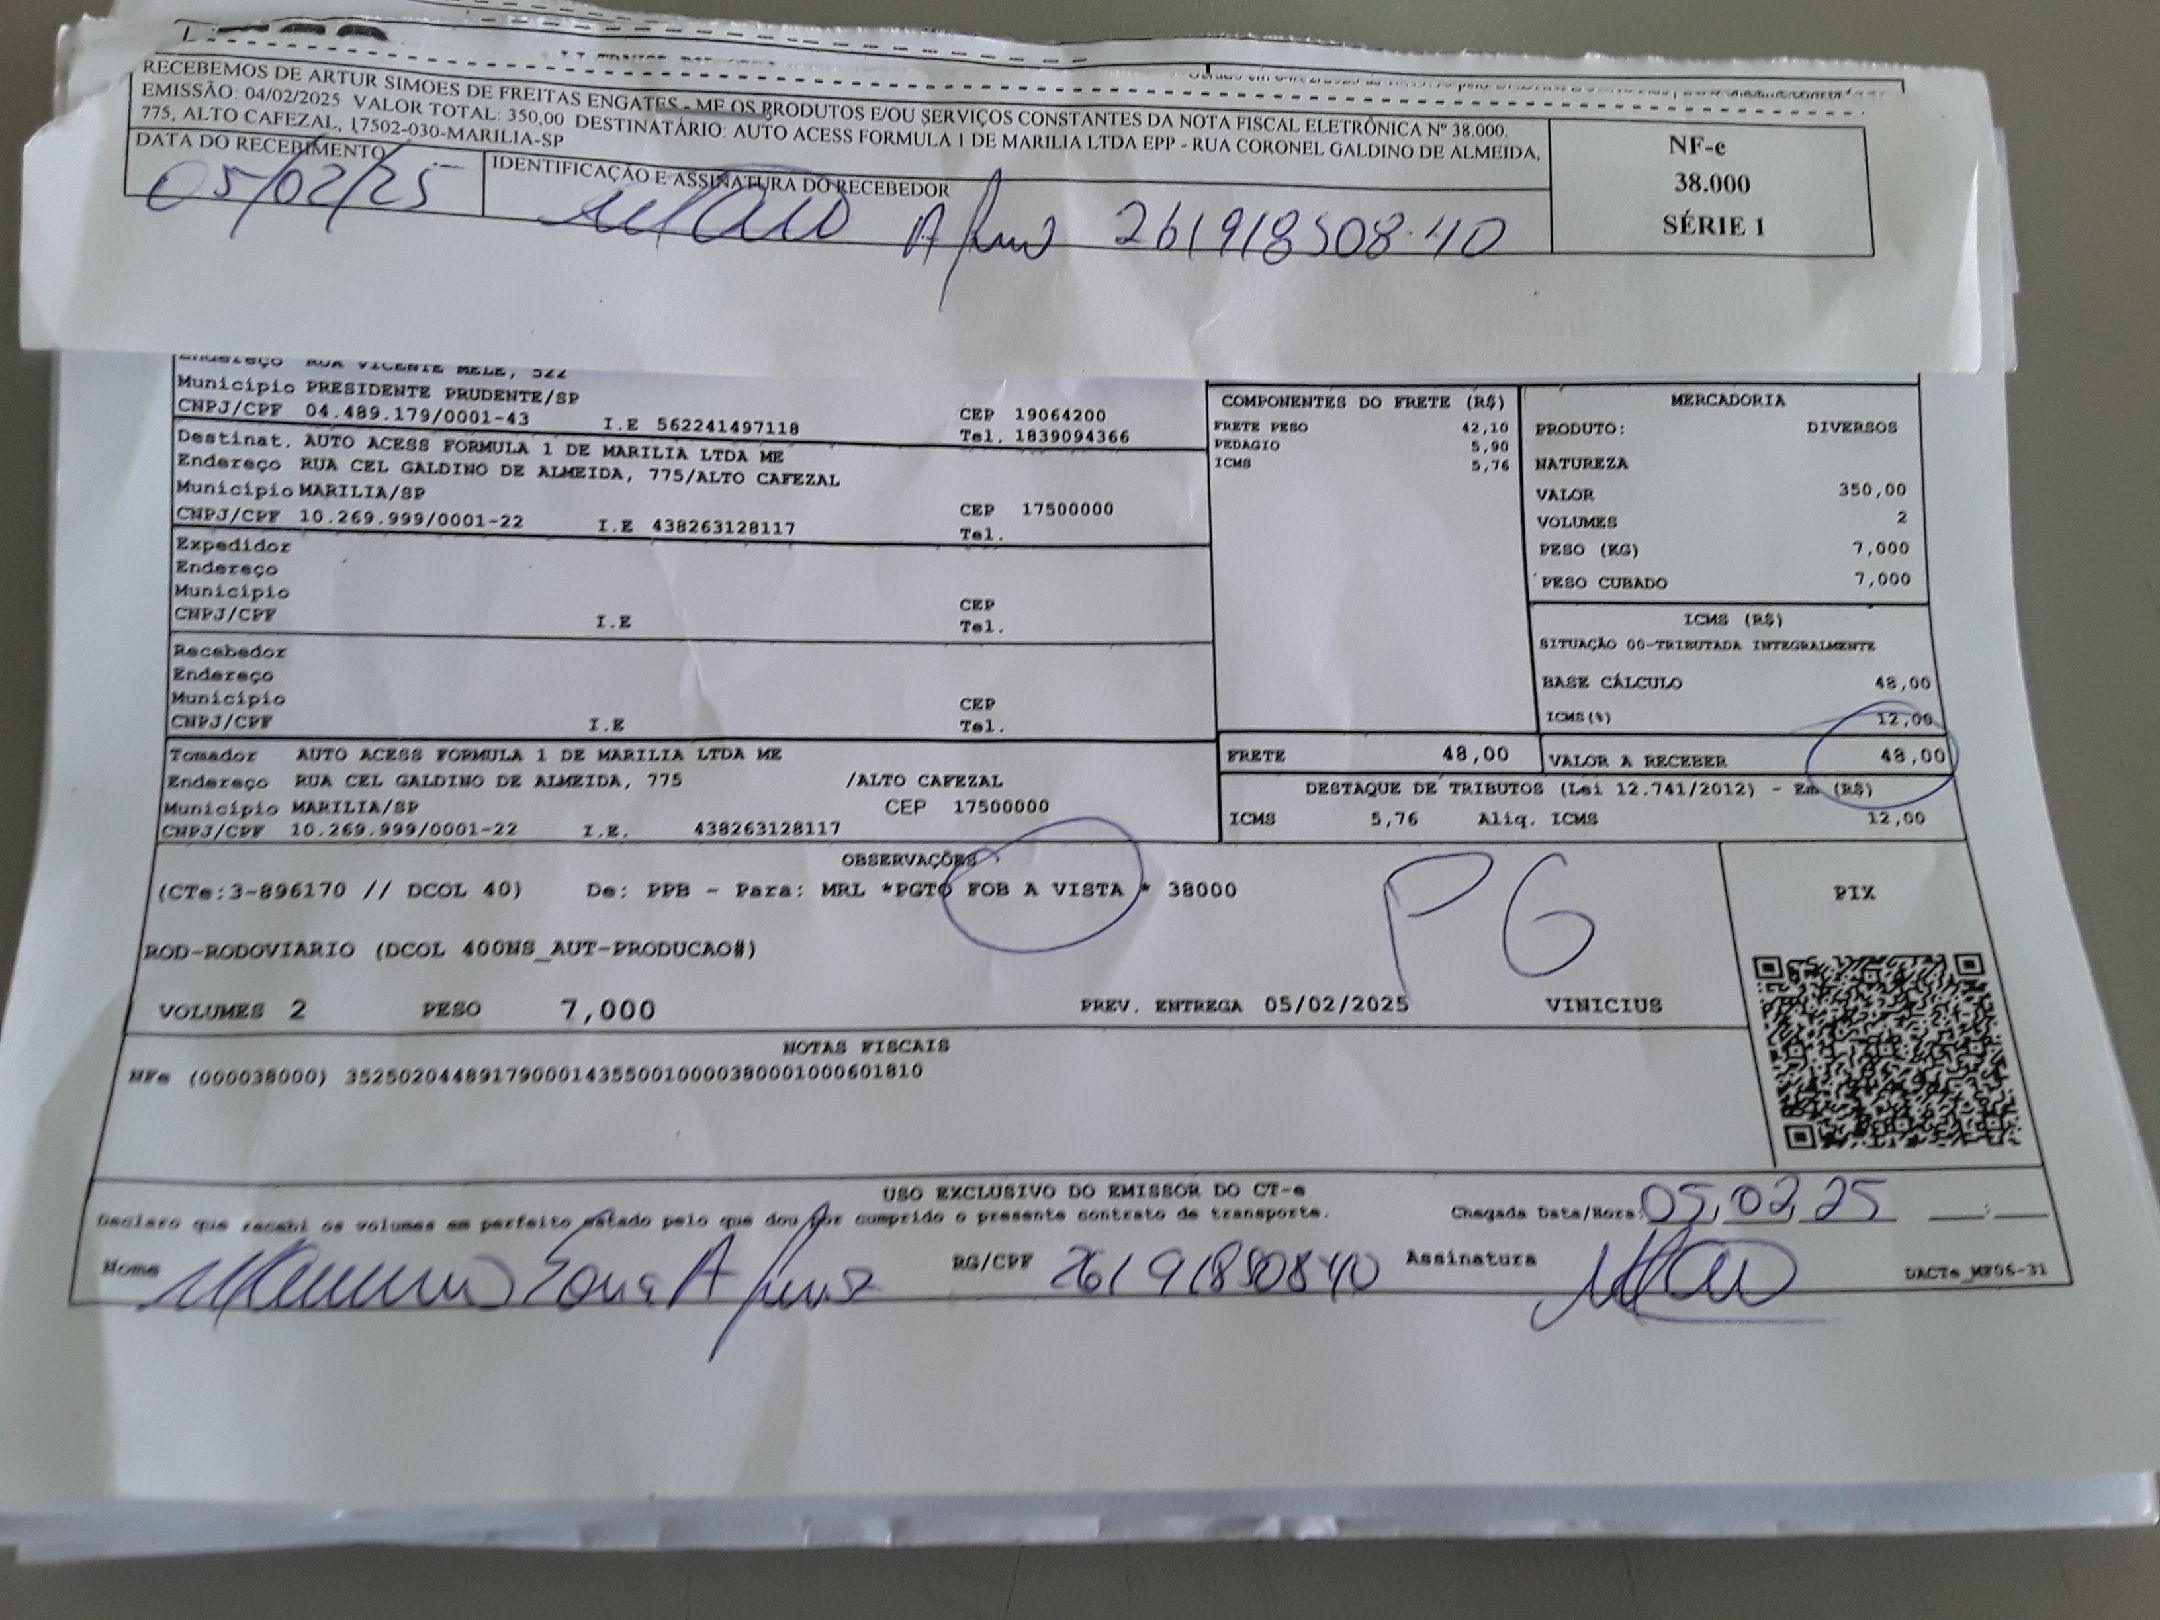 RECEBEMOS DE ARTUR SIMOES DE FREITAS ENGATES - ME OS PRODUTOS E/OU SERVIÇOS CONSTANTES DA NOTA FISCAL ELETRÔNICA Nº 38.000.
EMISSÃO: 04/02/2025 VALOR TOTAL: 350,00 DESTINATÁRIO: AUTO ACESS FORMULA 1 DE MARILIA LTDA EPP - RUA CORONEL GALDINO DE ALMEIDA,
775, ALTO CAFEZAL, 17502-030-MARILIA-SP
DATA DO RECEBIMENTO
05/02/25
IDENTIFICAÇÃO E ASSINATURA DO RECEBEDOR
261918508-40
NF-e
38.000
SÉRIE 1
Endereço RUA VICENTE MELE, 522
Município PRESIDENTE PRUDENTE/SP
CNPJ/CPF 04.489.179/0001-43 I.E 562241497118
CEP 19064200
Tel. 1839094366
Destinat. AUTO ACESS FORMULA 1 DE MARILIA LTDA ME
Endereço RUA CEL GALDINO DE ALMEIDA, 775/ALTO CAFEZAL
Município MARILIA/SP
CNPJ/CPF 10.269.999/0001-22 I.E 438263128117
CEP 17500000
Tel.
Expedidor
Endereço
Município
CNPJ/CPF I.E
CEP
Tel.
Recebedor
Endereço
Município
CNPJ/CPF I.E
CEP
Tel.
Tomador AUTO ACESS FORMULA 1 DE MARILIA LTDA ME
Endereço RUA CEL GALDINO DE ALMEIDA, 775 /ALTO CAFEZAL
Município MARILIA/SP CEP 17500000
CNPJ/CPF 10.269.999/0001-22 I.E. 438263128117
COMPONENTES DO FRETE (R$)
FRETE PESO 42,10
PEDAGIO 5,90
ICMS 5,76
MERCADORIA
PRODUTO: DIVERSOS
NATUREZA
VALOR 350,00
VOLUMES 2
PESO (KG) 7,000
PESO CUBADO 7,000
ICMS (R$)
SITUAÇÃO 00-TRIBUTADA INTEGRALMENTE
BASE CÁLCULO 48,00
ICMS(%) 12,00
FRETE 48,00
VALOR A RECEBER 48,00
DESTAQUE DE TRIBUTOS (Lei 12.741/2012) - Em (R$)
ICMS 5,76 Aliq. ICMS 12,00
OBSERVAÇÕES
(CTe:3-896170 // DCOL 40) De: PPB - Para: MRL *PGTO FOB A VISTA * 38000
PG
ROD-RODOVIARIO (DCOL 400NS_AUT-PRODUCAO#)
VOLUMES 2 PESO 7,000 PREV. ENTREGA 05/02/2025 VINICIUS
PIX
NOTAS FISCAIS
NFe (000038000) 35250204489179000143550010000380001000601810
USO EXCLUSIVO DO EMISSOR DO CT-e
Declaro que recebi os volumes em perfeito estado pelo que dou por cumprido o presente contrato de transporte.
Chegada Data/Hora: 05/02/25 __:__
Nome
RG/CPF 26191850840 Assinatura
DACTe_MF06-31